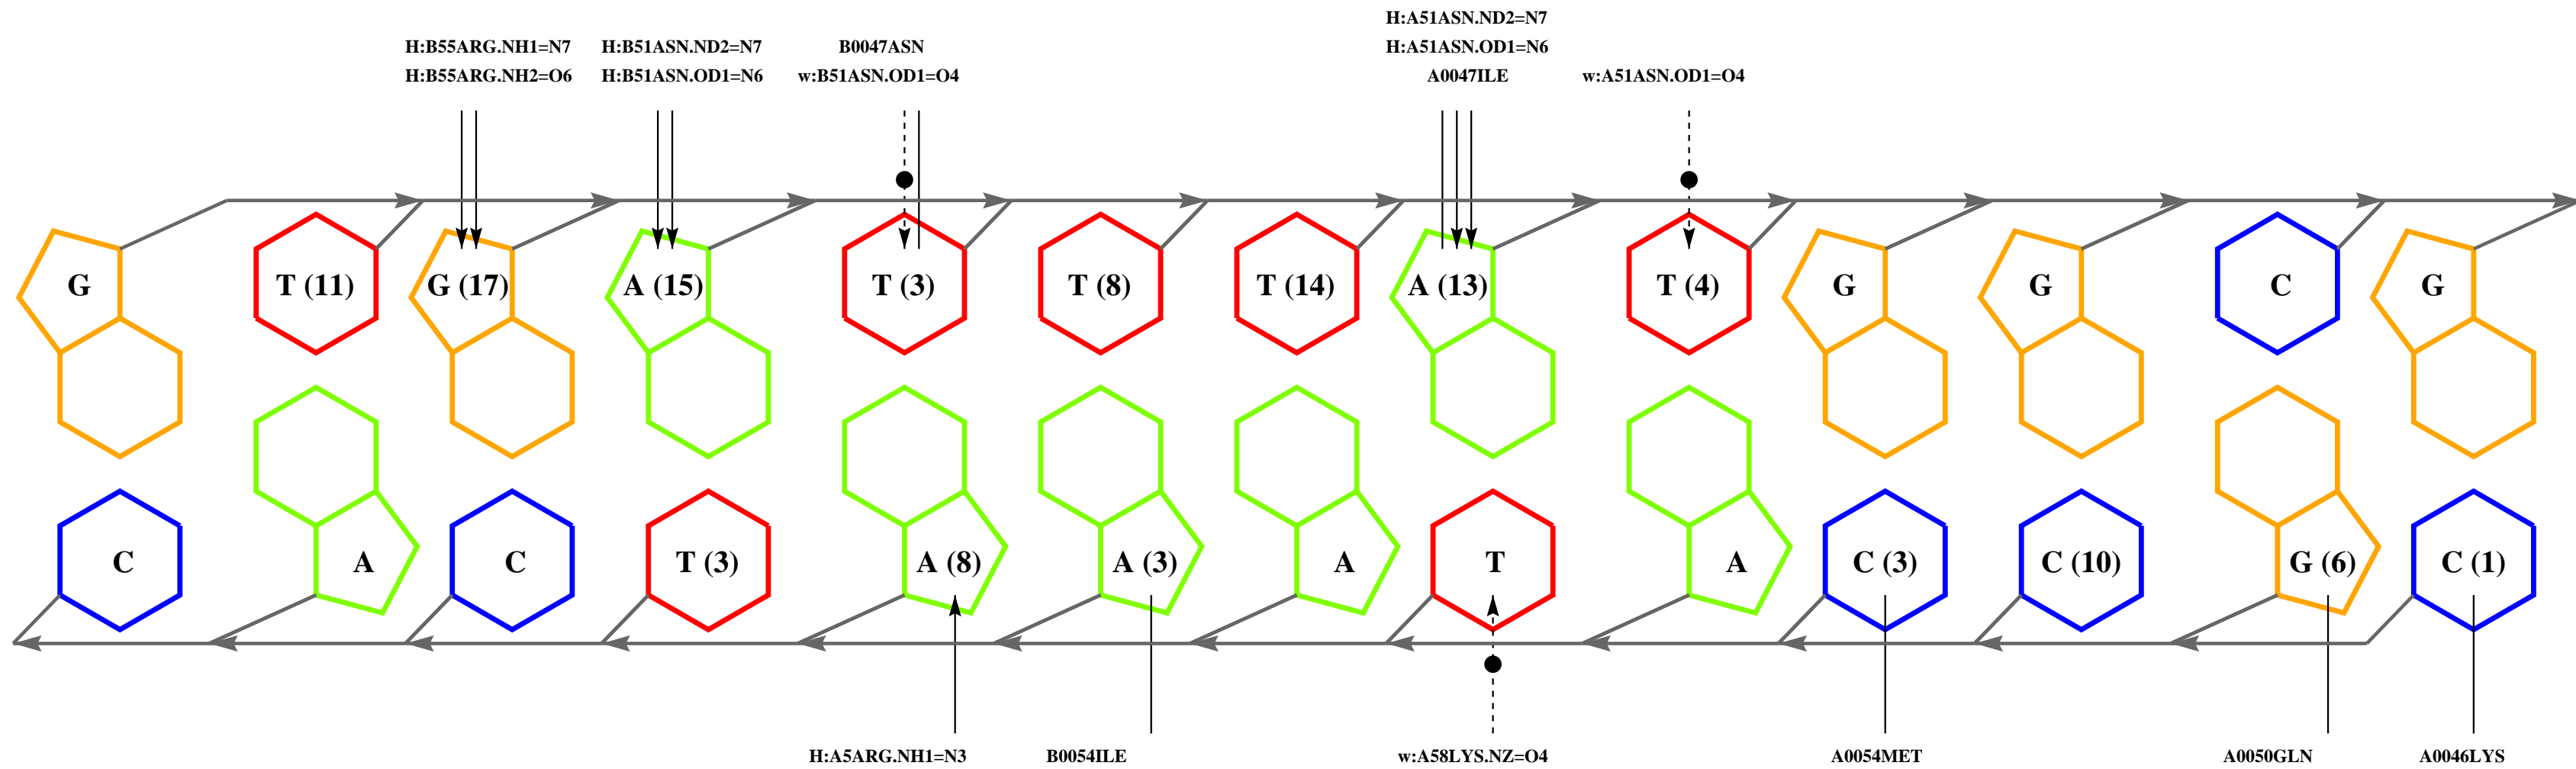 H:A51ASN.ND2=N7
H:B55ARG.NH1=N7 H:B51ASN.ND2=N7 B0047ASN H:A51ASN.OD1=N6
H:B55ARG.NH2=O6 H:B51ASN.OD1=N6 w:B51ASN.OD1=O4 A0047ILE w:A51ASN.OD1=O4
G T (11) G (17) A (15) T (3) T (8) T (14) A (13) T (4) G G C G
C A C T (3) A (8) A (3) A T A C (3) C (10) G (6) C (1)
H:A5ARG.NH1=N3 B0054ILE w:A58LYS.NZ=O4 A0054MET A0050GLN A0046LYS